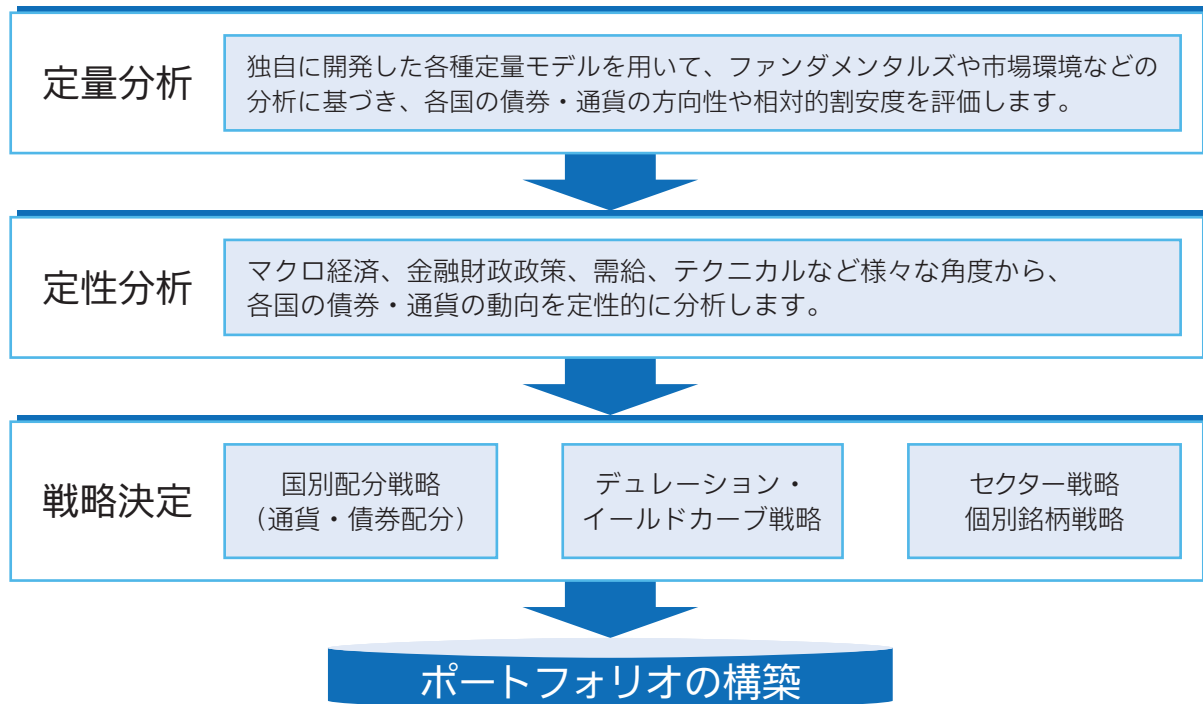 定量分析
独自に開発した各種定量モデルを用いて、ファンダメンタルズや市場環境などの
分析に基づき、各国の債券・通貨の方向性や相対的割安度を評価します。
定性分析
マクロ経済、金融財政政策、需給、テクニカルなど様々な角度から、
各国の債券・通貨の動向を定性的に分析します。
戦略決定
国別配分戦略
（通貨・債券配分）
デュレーション・
イールドカーブ戦略
セクター戦略
個別銘柄戦略
ポートフォリオの構築